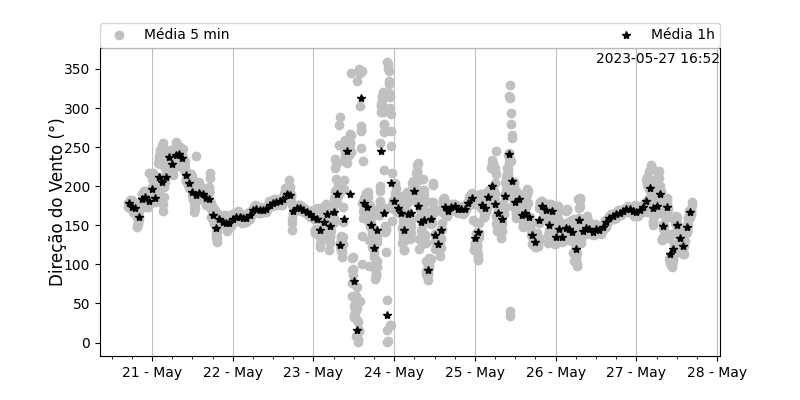 Média 5 min
Média 1h
2023-05-27 16:52
Direção do Vento (°)
350
300
250
200
150
100
50
0
21 - May
22 - May
23 - May
24 - May
25 - May
26 - May
27 - May
28 - May